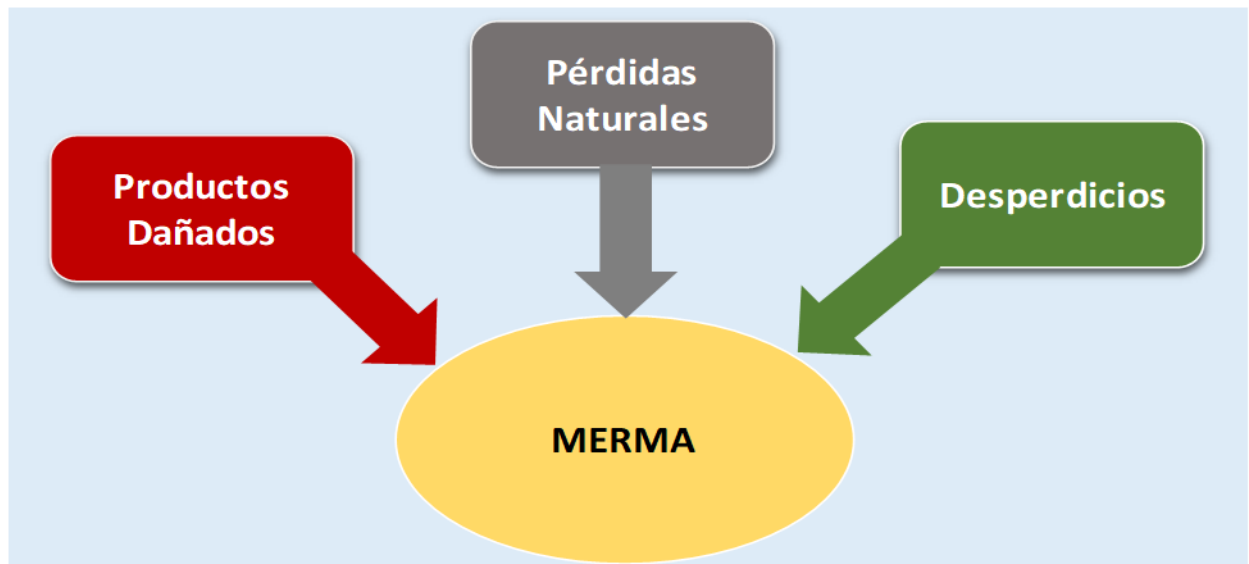 Pérdidas
Naturales
Productos
Dañados
Desperdicios
MERMA